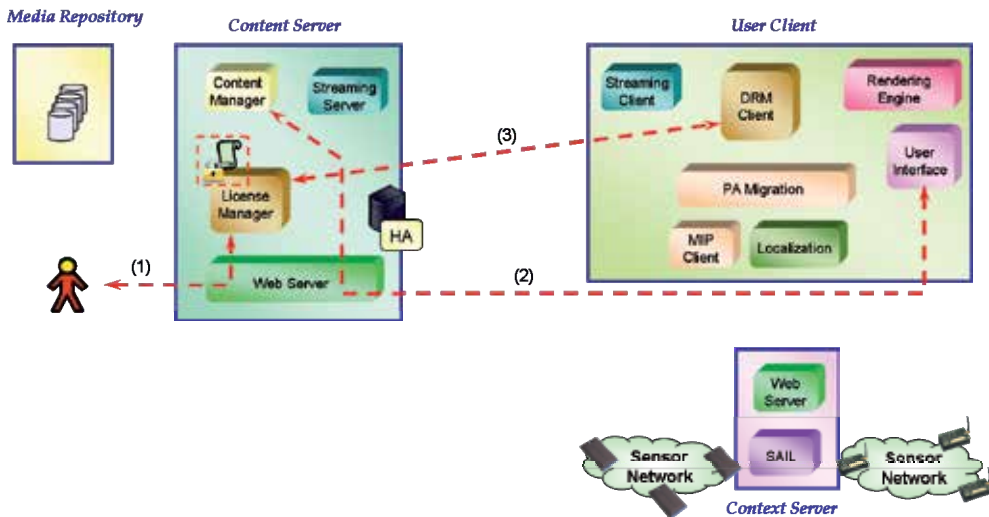 Media Repository
Content Server
User Client
Content
Manager
Streaming
Server
Streaming
Client
DRM
Client
Rendering
Engine
(3)
User
Interface
License
Manager
PA Migration
HA
MIP
Client
Localization
(1)
Web Server
(2)
Web
Server
Sensor
Network
SAIL
Sensor
Network
Context Server